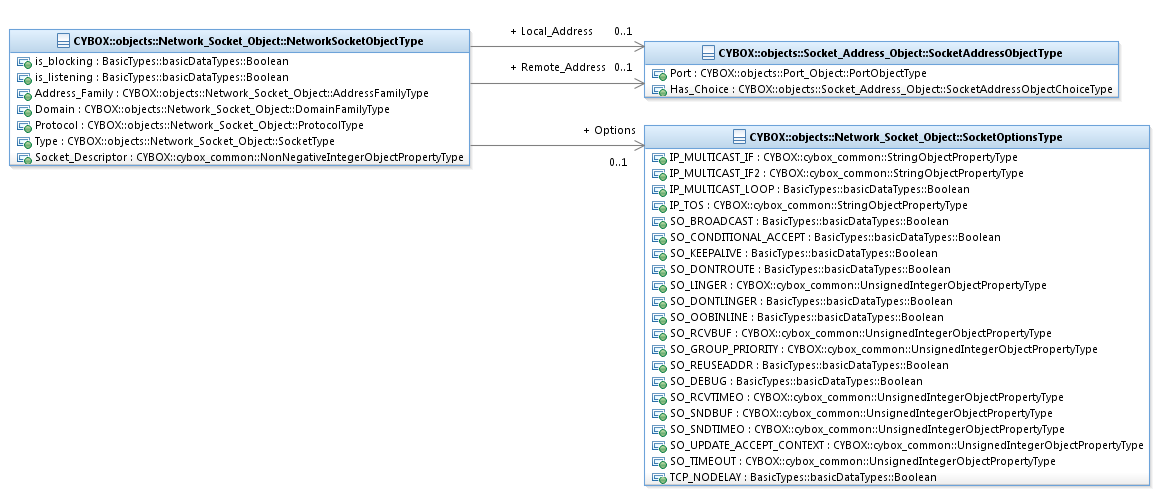 CYBOX::objects::Network_Socket_Object::NetworkSocketObjectType
is_blocking : BasicTypes::basicDataTypes::Boolean
is_listening : BasicTypes::basicDataTypes::Boolean
Address_Family : CYBOX::objects::Network_Socket_Object::AddressFamilyType
Domain : CYBOX::objects::Network_Socket_Object::DomainFamilyType
Protocol : CYBOX::objects::Network_Socket_Object::ProtocolType
Type : CYBOX::objects::Network_Socket_Object::SocketType
Socket_Descriptor : CYBOX::cybox_common::NonNegativeIntegerObjectPropertyType
+ Local_Address 0..1
+ Remote_Address 0..1
+ Options
0..1
CYBOX::objects::Socket_Address_Object::SocketAddressObjectType
Port : CYBOX::objects::Port_Object::PortObjectType
Has_Choice : CYBOX::objects::Socket_Address_Object::SocketAddressObjectChoiceType
CYBOX::objects::Network_Socket_Object::SocketOptionsType
IP_MULTICAST_IF : CYBOX::cybox_common::StringObjectPropertyType
IP_MULTICAST_IF2 : CYBOX::cybox_common::StringObjectPropertyType
IP_MULTICAST_LOOP : BasicTypes::basicDataTypes::Boolean
IP_TOS : CYBOX::cybox_common::StringObjectPropertyType
SO_BROADCAST : BasicTypes::basicDataTypes::Boolean
SO_CONDITIONAL_ACCEPT : BasicTypes::basicDataTypes::Boolean
SO_KEEPALIVE : BasicTypes::basicDataTypes::Boolean
SO_DONTROUTE : BasicTypes::basicDataTypes::Boolean
SO_LINGER : CYBOX::cybox_common::UnsignedIntegerObjectPropertyType
SO_DONTLINGER : BasicTypes::basicDataTypes::Boolean
SO_OOBINLINE : BasicTypes::basicDataTypes::Boolean
SO_RCVBUF : CYBOX::cybox_common::UnsignedIntegerObjectPropertyType
SO_GROUP_PRIORITY : CYBOX::cybox_common::UnsignedIntegerObjectPropertyType
SO_REUSEADDR : BasicTypes::basicDataTypes::Boolean
SO_DEBUG : BasicTypes::basicDataTypes::Boolean
SO_RCVTIMEO : CYBOX::cybox_common::UnsignedIntegerObjectPropertyType
SO_SNDBUF : CYBOX::cybox_common::UnsignedIntegerObjectPropertyType
SO_SNDTIMEO : CYBOX::cybox_common::UnsignedIntegerObjectPropertyType
SO_UPDATE_ACCEPT_CONTEXT : CYBOX::cybox_common::UnsignedIntegerObjectPropertyType
SO_TIMEOUT : CYBOX::cybox_common::UnsignedIntegerObjectPropertyType
TCP_NODELAY : BasicTypes::basicDataTypes::Boolean